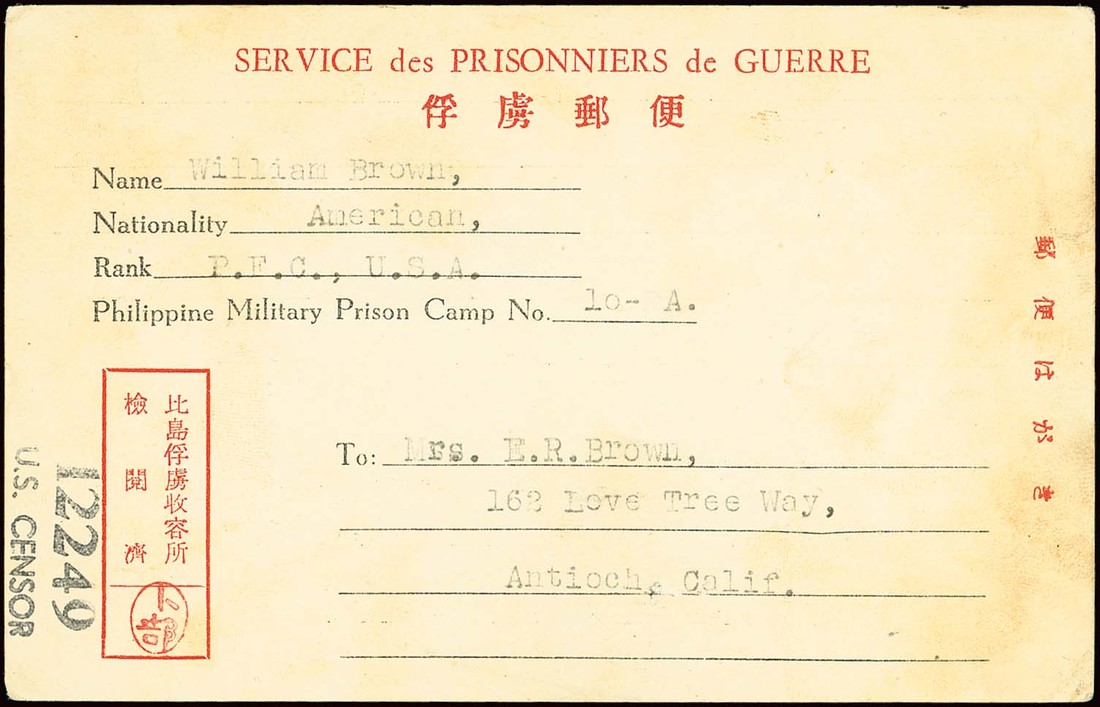 SERVICE des PRISONNIERS de GUERRE
俘虜郵便
Name William Brown,
Nationality American,
Rank P.F.C., U.S.A.
Philippine Military Prison Camp No. 10- A.
郵便はがき
比島俘虜收容所
檢閲濟
To: Mrs. E.R.Brown,
162 Love Tree Way,
Antioch, Calif.
12249
U.S. CENSOR